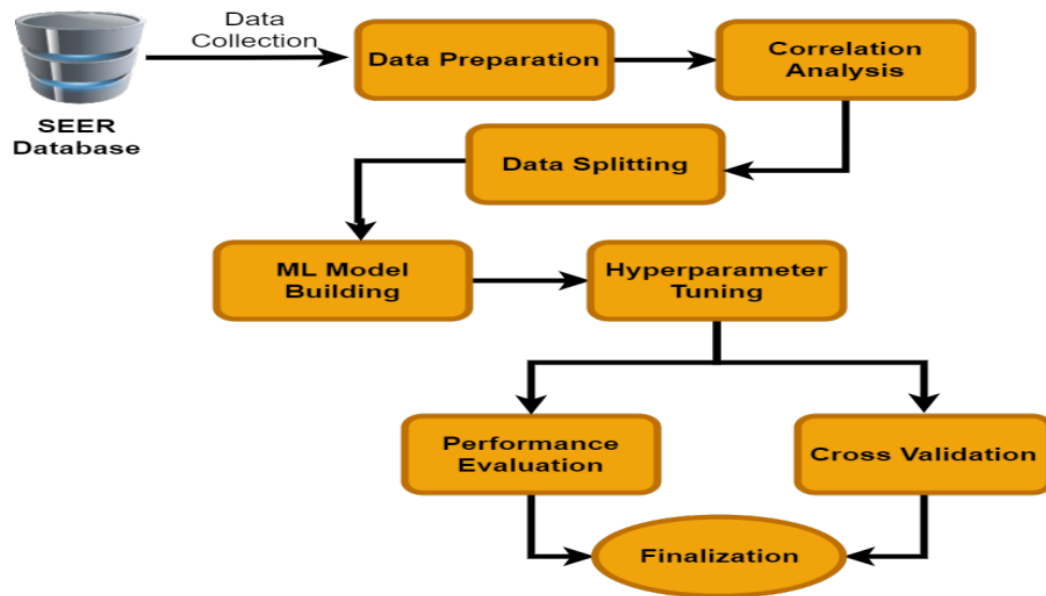 Data
Collection
SEER
Database
Data Preparation
Correlation
Analysis
Data Splitting
ML Model
Building
Hyperparameter
Tuning
Performance
Evaluation
Cross Validation
Finalization